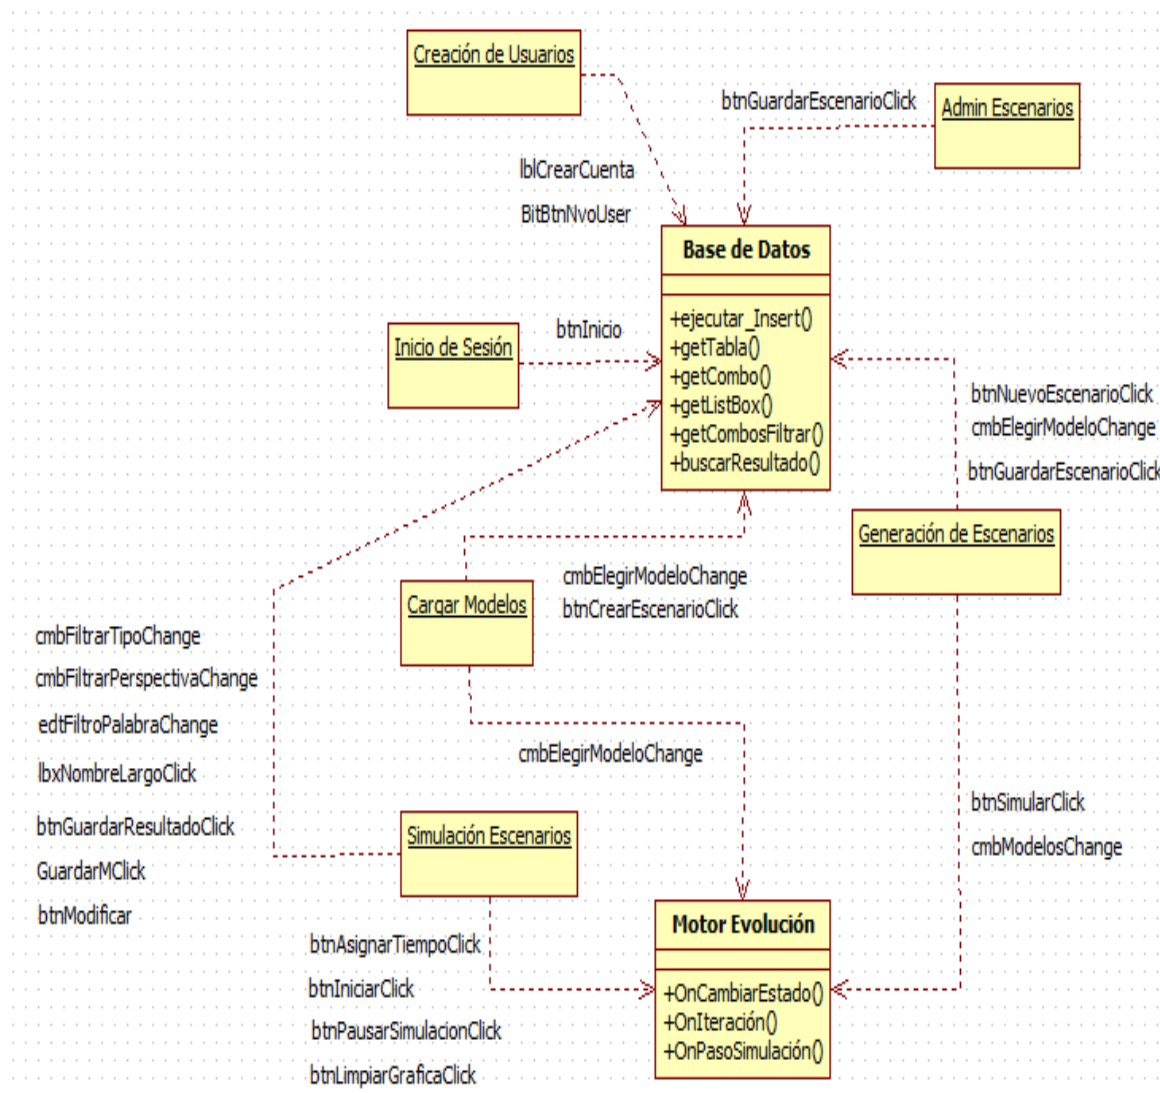 Creación de Usuarios
btnGuardarEscenarioClick
Admin Escenarios
lblCrearCuenta
BitBtnNvoUser
Base de Datos
+ejecutar_Insert()
+getTabla()
+getCombo()
+getListBox()
+getCombosFiltrar()
+buscarResultado()
btnInicio
Inicio de Sesión
btnNuevoEscenarioClick
cmbElegirModeloChange
btnGuardarEscenarioClick
Generación de Escenarios
cmbElegirModeloChange
btnCrearEscenarioClick
Cargar Modelos
cmbFiltrarTipoChange
cmbFiltrarPerspectivaChange
edtFiltroPalabraChange
lbxNombreLargoClick
btnGuardarResultadoClick
GuardarMClick
btnModificar
cmbElegirModeloChange
btnSimularClick
cmbModelosChange
Simulación Escenarios
Motor Evolución
+OnCambiarEstado()
+OnIteración()
+OnPasoSimulación()
btnAsignarTiempoClick
btnIniciarClick
btnPausarSimulacionClick
btnLimpiarGraficaClick